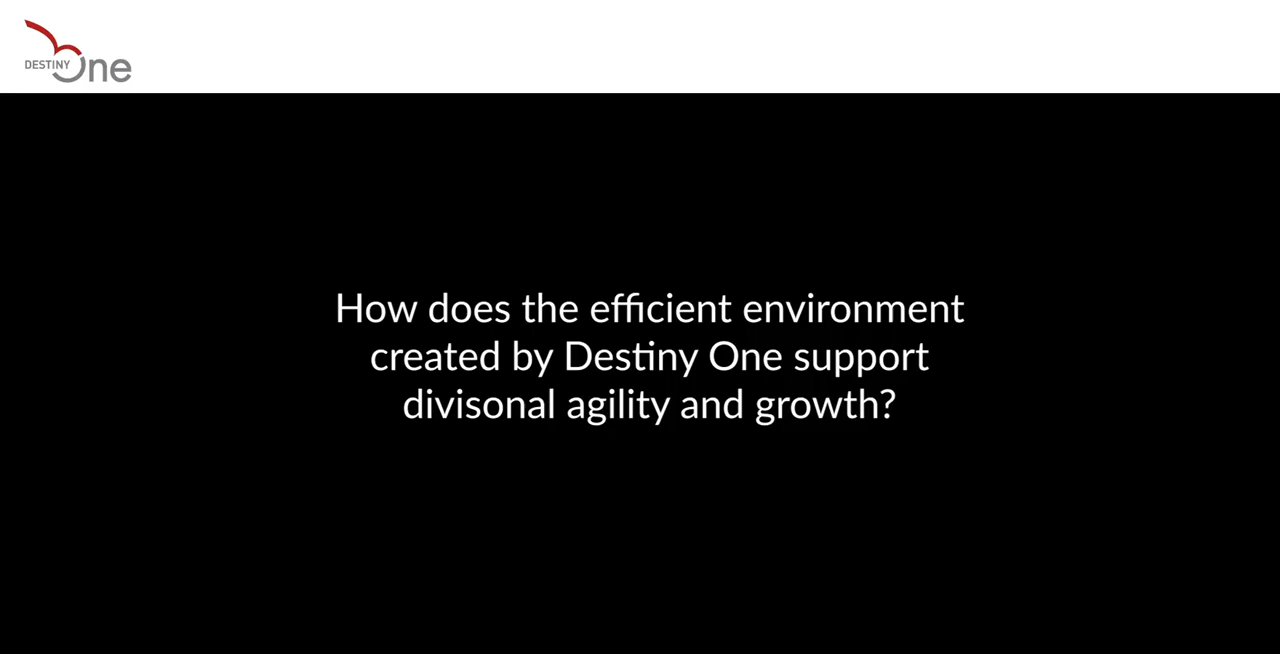 DESTINY One
How does the efficient environment
created by Destiny One support
divisonal agility and growth?